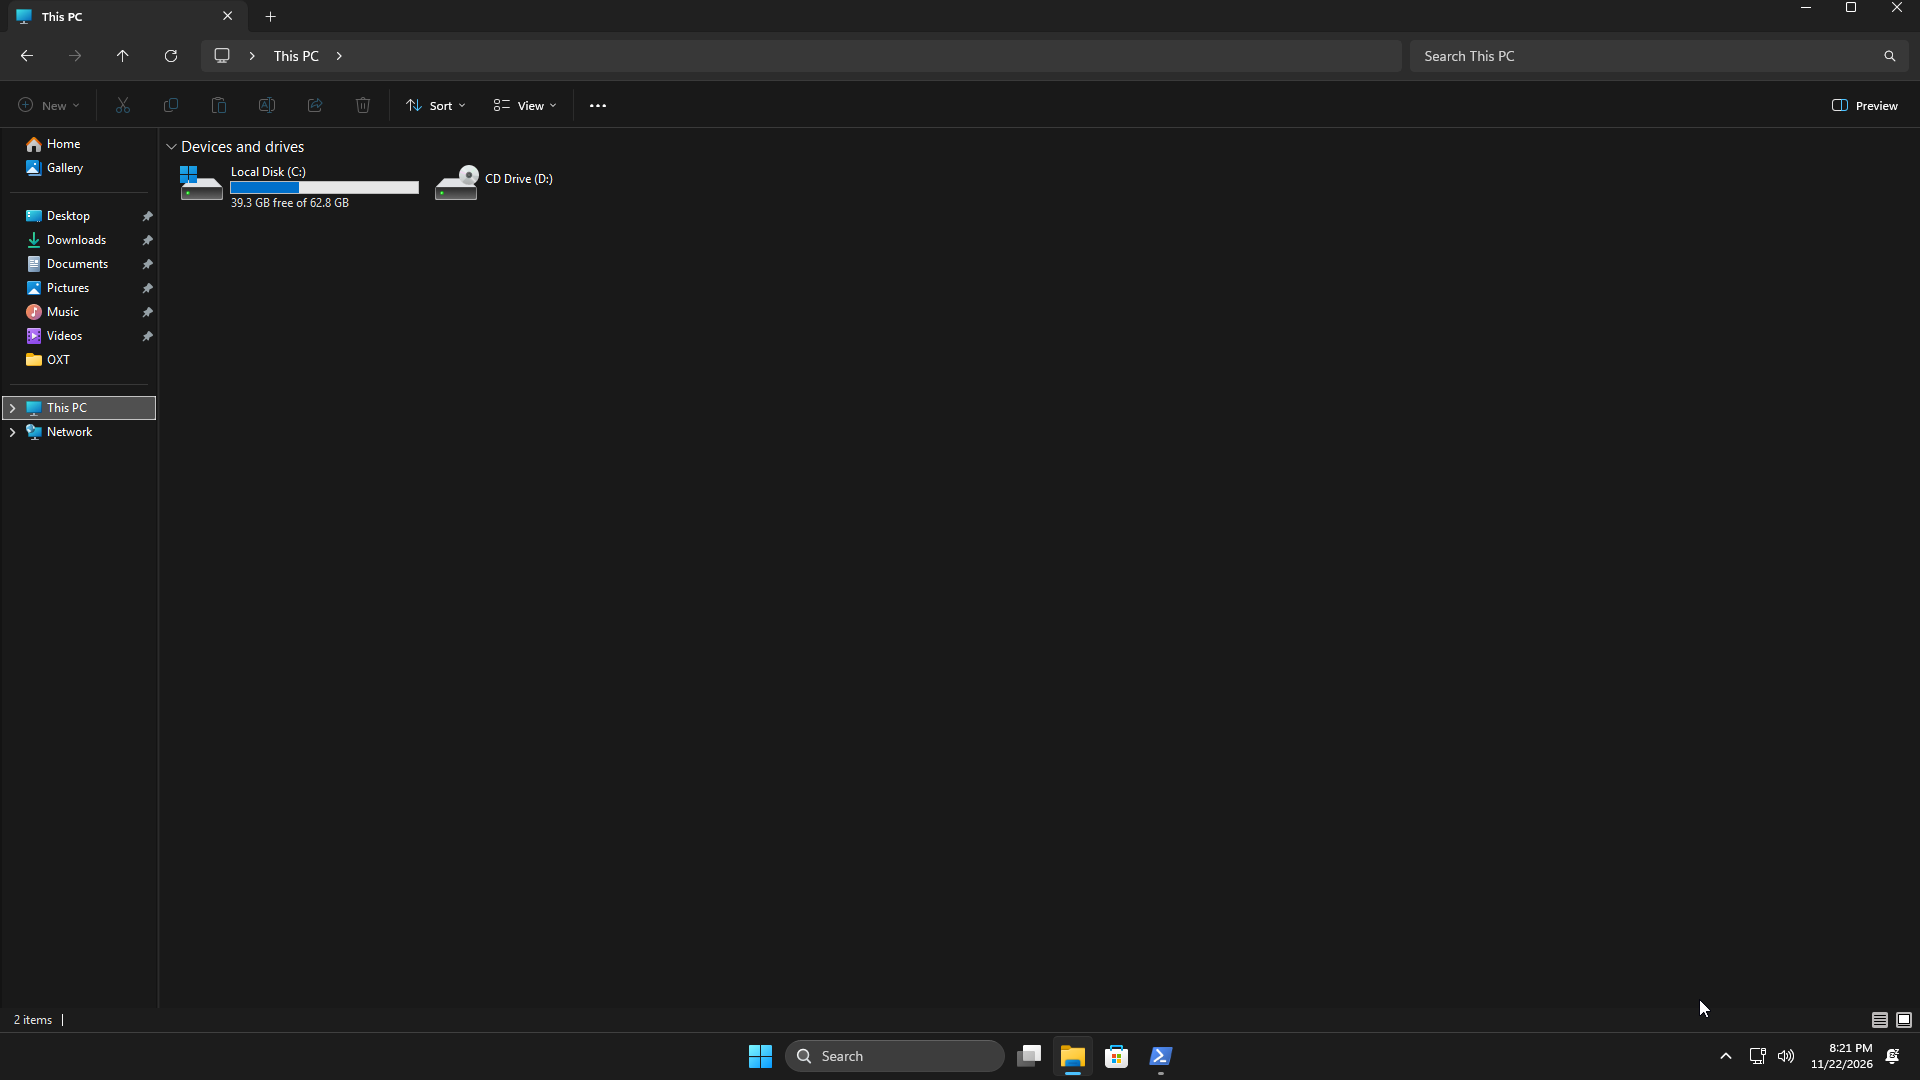 This PC
This PC
Search This PC
New
Sort
View
Preview
Home
Gallery
Desktop
Downloads
Documents
Pictures
Music
Videos
OXT
This PC
Network
Devices and drives
Local Disk (C:)
39.3 GB free of 62.8 GB
CD Drive (D:)
2 items
Search
8:21 PM
11/22/2026